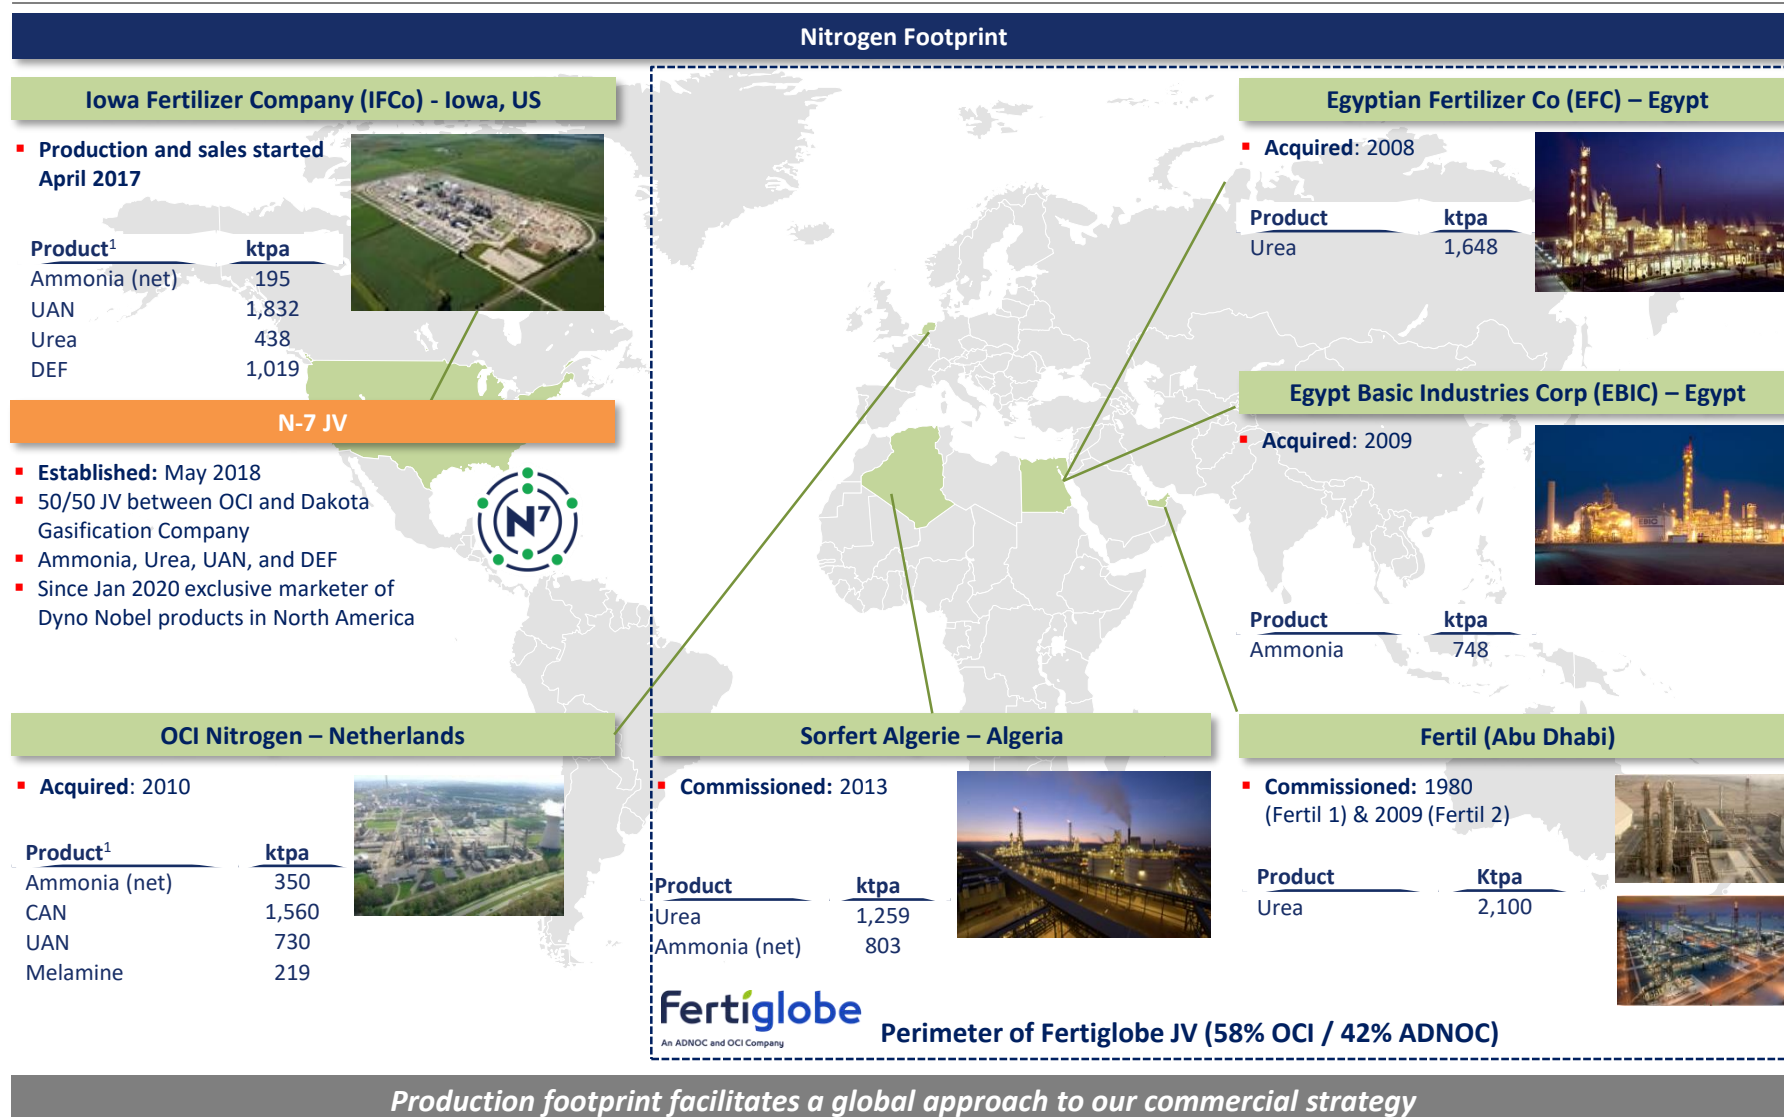 Nitrogen Footprint
Iowa Fertilizer Company (IFCo) - Iowa, US
▪ Production and sales started
April 2017
Product1 ktpa
Ammonia (net) 195
UAN 1,832
Urea 438
DEF 1,019
N-7 JV
▪ Established: May 2018
▪ 50/50 JV between OCI and Dakota
Gasification Company
▪ Ammonia, Urea, UAN, and DEF
▪ Since Jan 2020 exclusive marketer of
Dyno Nobel products in North America
N7
OCI Nitrogen – Netherlands
▪ Acquired: 2010
Product1 ktpa
Ammonia (net) 350
CAN 1,560
UAN 730
Melamine 219
Egyptian Fertilizer Co (EFC) – Egypt
▪ Acquired: 2008
Product ktpa
Urea 1,648
Egypt Basic Industries Corp (EBIC) – Egypt
▪ Acquired: 2009
EBIC
Product ktpa
Ammonia 748
Sorfert Algerie – Algeria
▪ Commissioned: 2013
Product ktpa
Urea 1,259
Ammonia (net) 803
Fertil (Abu Dhabi)
▪ Commissioned: 1980
(Fertil 1) & 2009 (Fertil 2)
Product Ktpa
Urea 2,100
Fertiglobe
An ADNOC and OCI Company
Perimeter of Fertiglobe JV (58% OCI / 42% ADNOC)
Production footprint facilitates a global approach to our commercial strategy